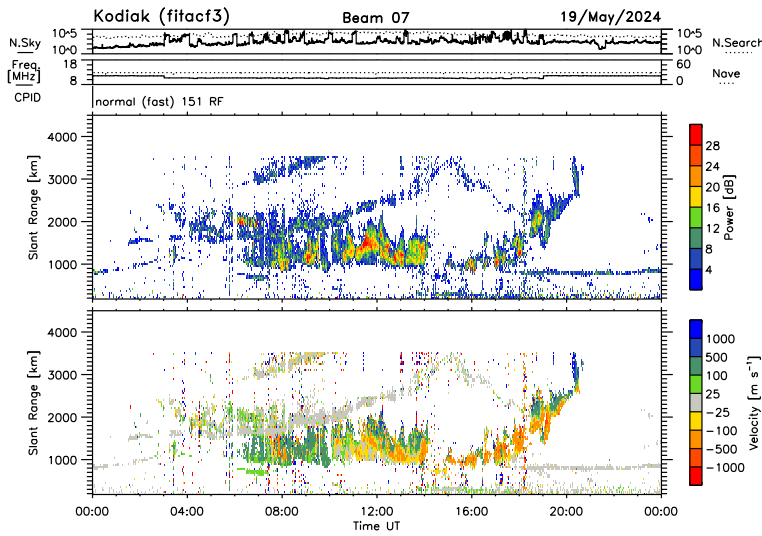 Kodiak (fitacf3) Beam 07 19/May/2024
N.Sky 10+5 10+0 10+5 10+0 N.Search
Freq. [MHz] 18 8 60 0 Nave
CPID normal (fast) 151 RF
Slant Range [km] 4000 3000 2000 1000
28 24 20 16 12 8 4 Power [dB]
Slant Range [km] 4000 3000 2000 1000
1000 500 100 25 -25 -100 -500 -1000 Velocity [m s⁻¹]
00:00 04:00 08:00 12:00 16:00 20:00 00:00
Time UT